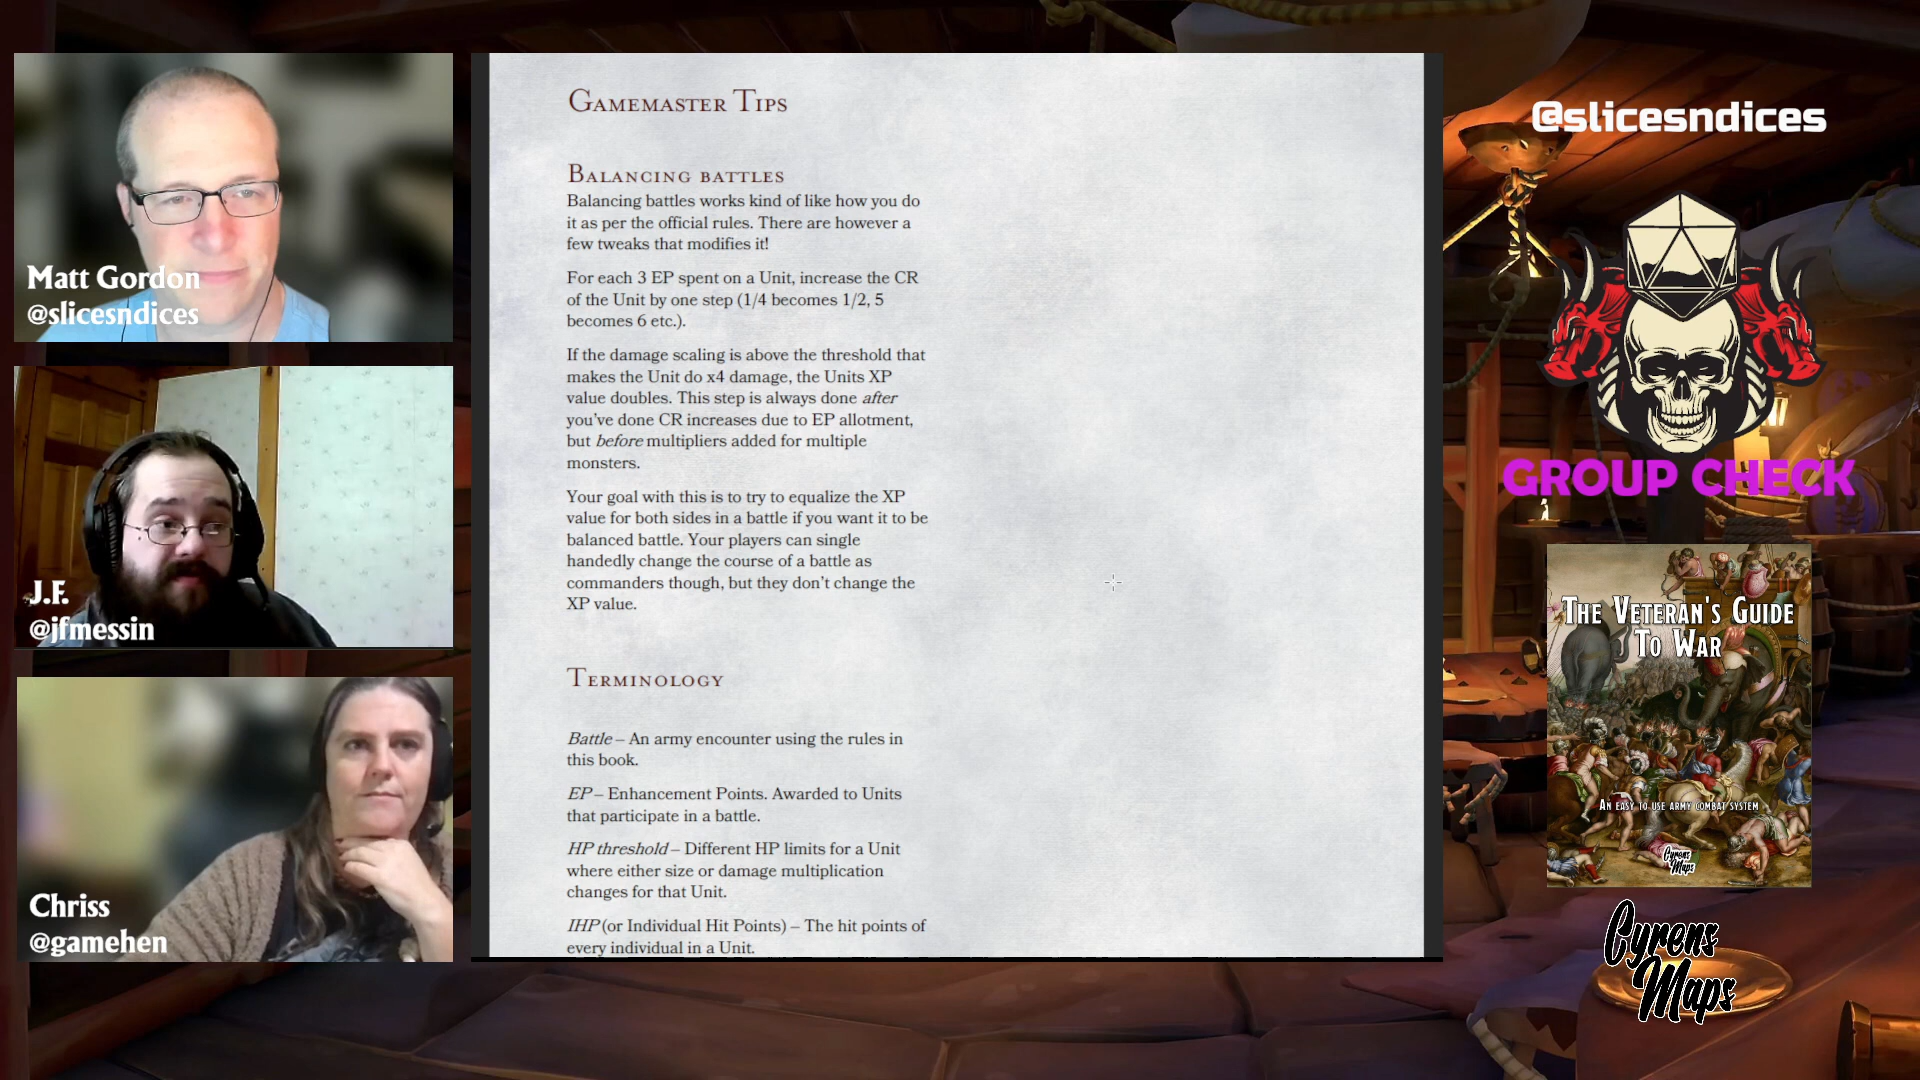 Matt Gordon
@slicesndices
J.F.
@jfmessin
Chriss
@gamehen
Gamemaster Tips
Balancing battles
Balancing battles works kind of like how you do
it as per the official rules. There are however a
few tweaks that modifies it!
For each 3 EP spent on a Unit, increase the CR
of the Unit by one step (1/4 becomes 1/2, 5
becomes 6 etc.).
If the damage scaling is above the threshold that
makes the Unit do x4 damage, the Units XP
value doubles. This step is always done after
you've done CR increases due to EP allotment,
but before multipliers added for multiple
monsters.
Your goal with this is to try to equalize the XP
value for both sides in a battle if you want it to be
balanced battle. Your players can single
handedly change the course of a battle as
commanders though, but they don't change the
XP value.
Terminology
Battle – An army encounter using the rules in
this book.
EP – Enhancement Points. Awarded to Units
that participate in a battle.
HP threshold – Different HP limits for a Unit
where either size or damage multiplication
changes for that Unit.
IHP (or Individual Hit Points) – The hit points of
every individual in a Unit.
@slicesndices
GROUP CHECK
The Veteran's Guide
To War
An easy to use army combat system
Cyrens
Maps
Cyrens
Maps